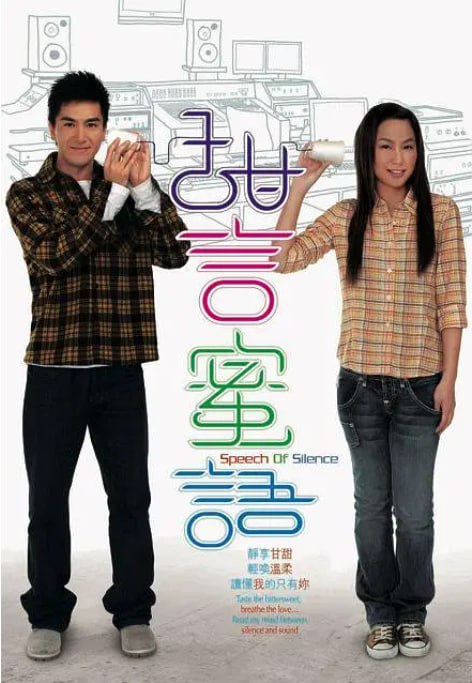 甜言蜜語
Speech Of Silence
靜享甘甜
輕喚溫柔
讀懂我的只有妳
Taste the bittersweet,
breathe the love...
Read my mind between
silence and sound